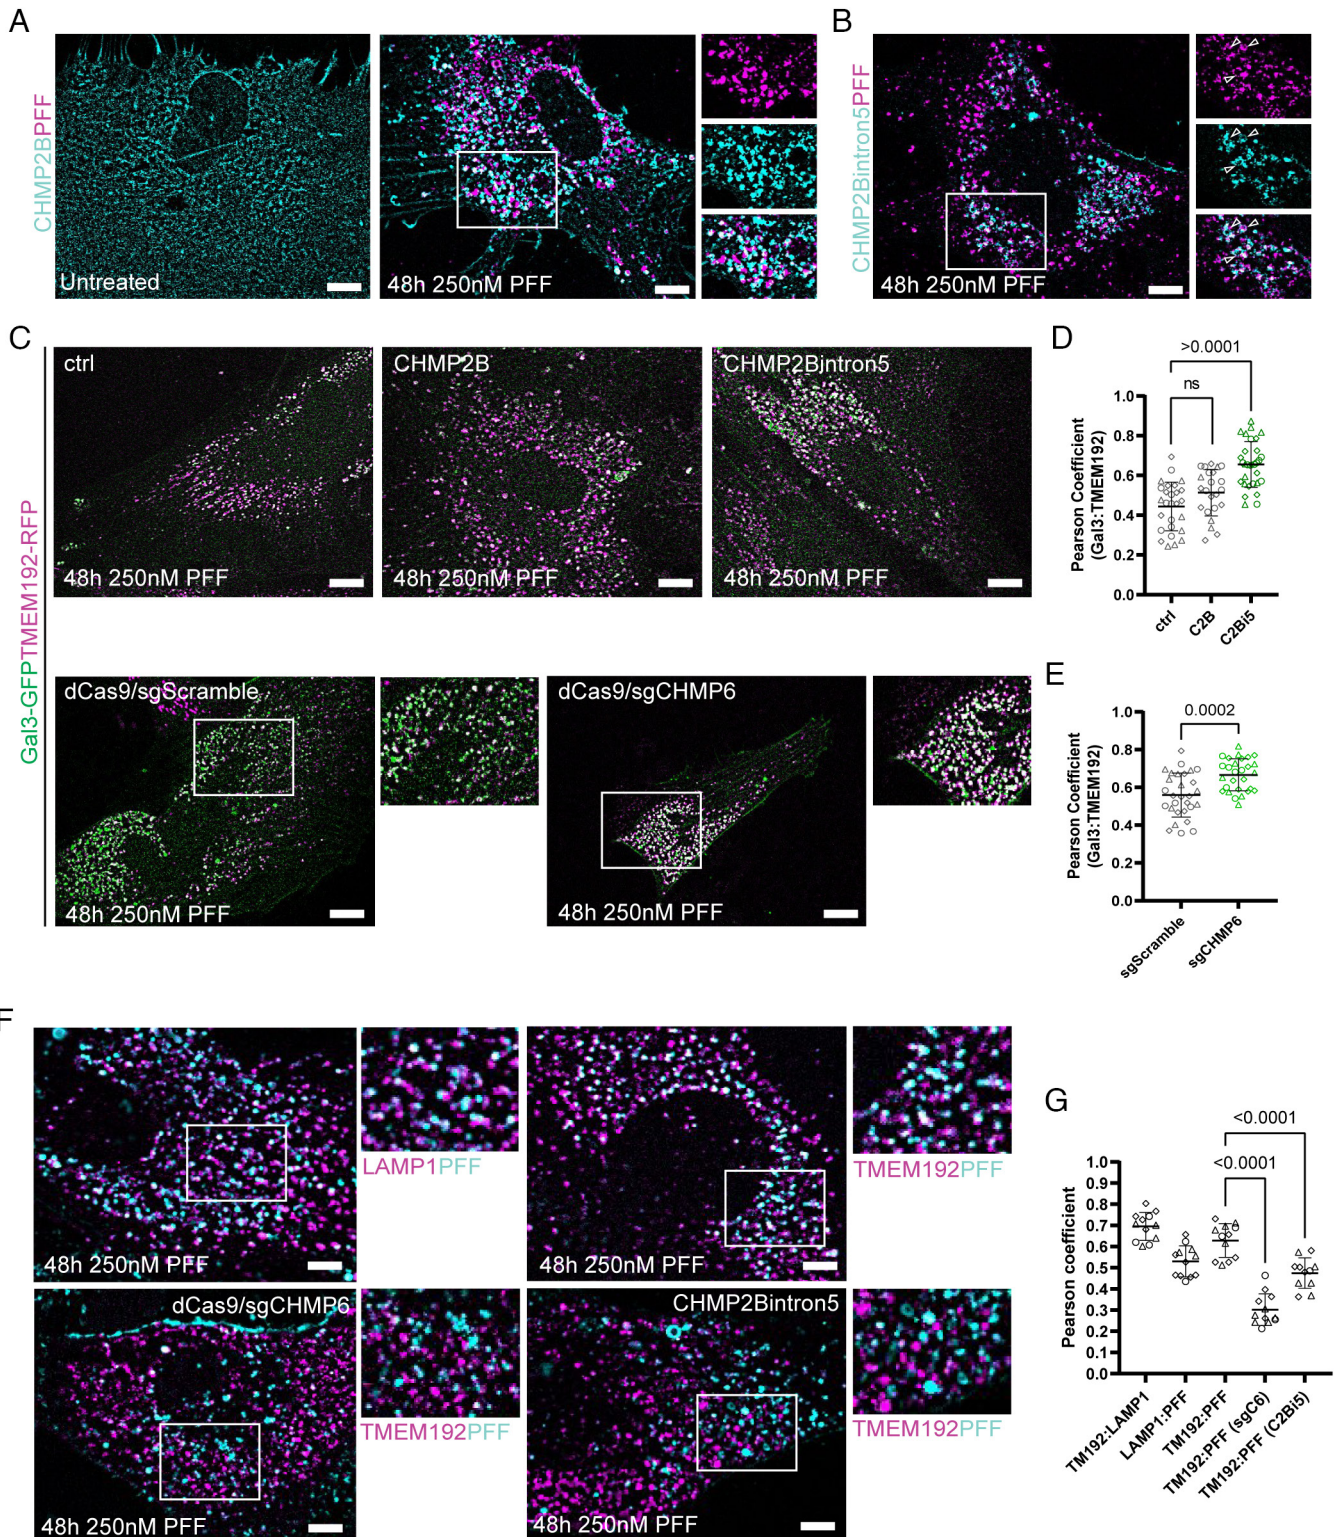 A
CHMP2BPFF
Untreated
48h 250nM PFF
B
CHMP2Bintron5PFF
48h 250nM PFF
C
Gal3-GFPTMEM192-RFP
ctrl
48h 250nM PFF
CHMP2B
48h 250nM PFF
CHMP2Bintron5
48h 250nM PFF
dCas9/sgScramble
48h 250nM PFF
dCas9/sgCHMP6
48h 250nM PFF
D
>0.0001
ns
Pearson Coefficient
(Gal3:TMEM192)
1.0
0.8
0.6
0.4
0.2
0.0
ctrl
C2B
C2Bi5
E
0.0002
Pearson Coefficient
(Gal3:TMEM192)
1.0
0.8
0.6
0.4
0.2
0.0
sgScramble
sgCHMP6
F
48h 250nM PFF
LAMP1PFF
48h 250nM PFF
TMEM192PFF
dCas9/sgCHMP6
48h 250nM PFF
TMEM192PFF
CHMP2Bintron5
48h 250nM PFF
TMEM192PFF
G
<0.0001
<0.0001
Pearson coefficient
1.0
0.9
0.8
0.7
0.6
0.5
0.4
0.3
0.2
0.1
0.0
TM192:LAMP1
LAMP1:PFF
TM192:PFF
TM192:PFF (sgC6)
TM192:PFF (C2Bi5)